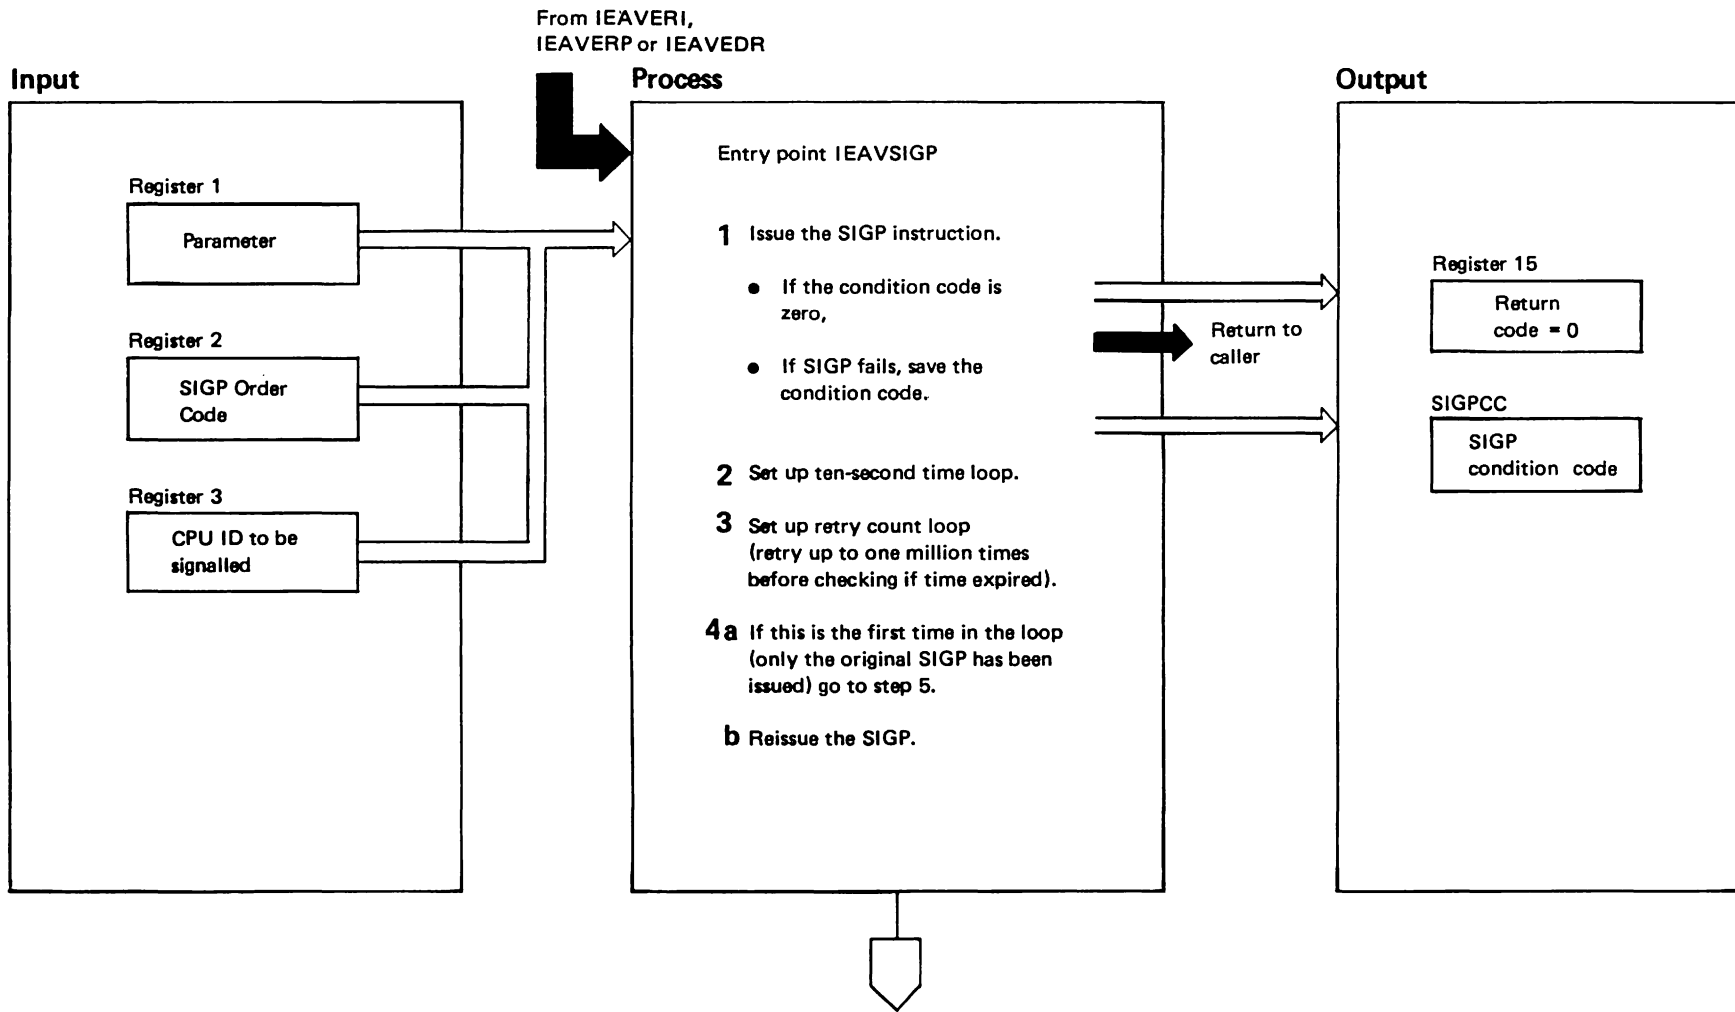 From IEAVERI,
IEAVERP or IEAVEDR
Input
Process
Output
Register 1
Parameter
Register 2
SIGP Order
Code
Register 3
CPU ID to be
signalled
Entry point IEAVSIGP
1 Issue the SIGP instruction.
• If the condition code is
zero,
• If SIGP fails, save the
condition code.
2 Set up ten-second time loop.
3 Set up retry count loop
(retry up to one million times
before checking if time expired).
4a If this is the first time in the loop
(only the original SIGP has been
issued) go to step 5.
b Reissue the SIGP.
Return to
caller
Register 15
Return
code = 0
SIGPCC
SIGP
condition code